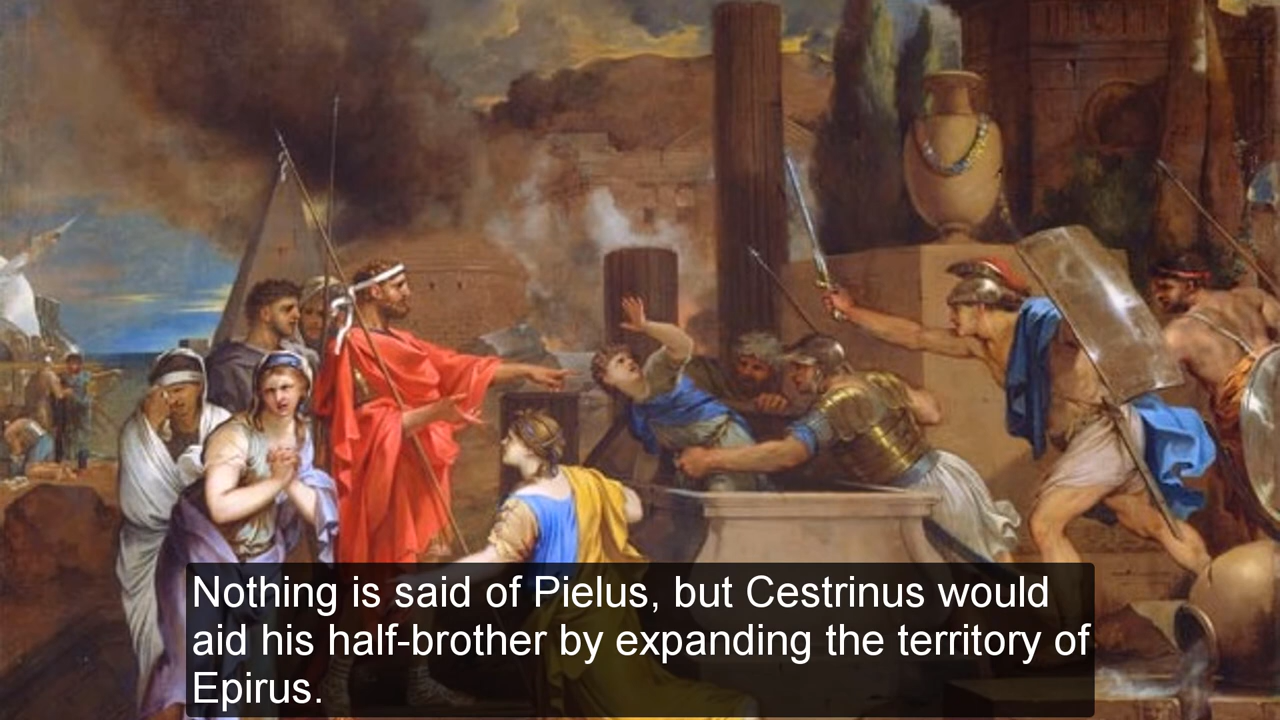 Nothing is said of Pielus, but Cestrinus would
aid his half-brother by expanding the territory of
Epirus.